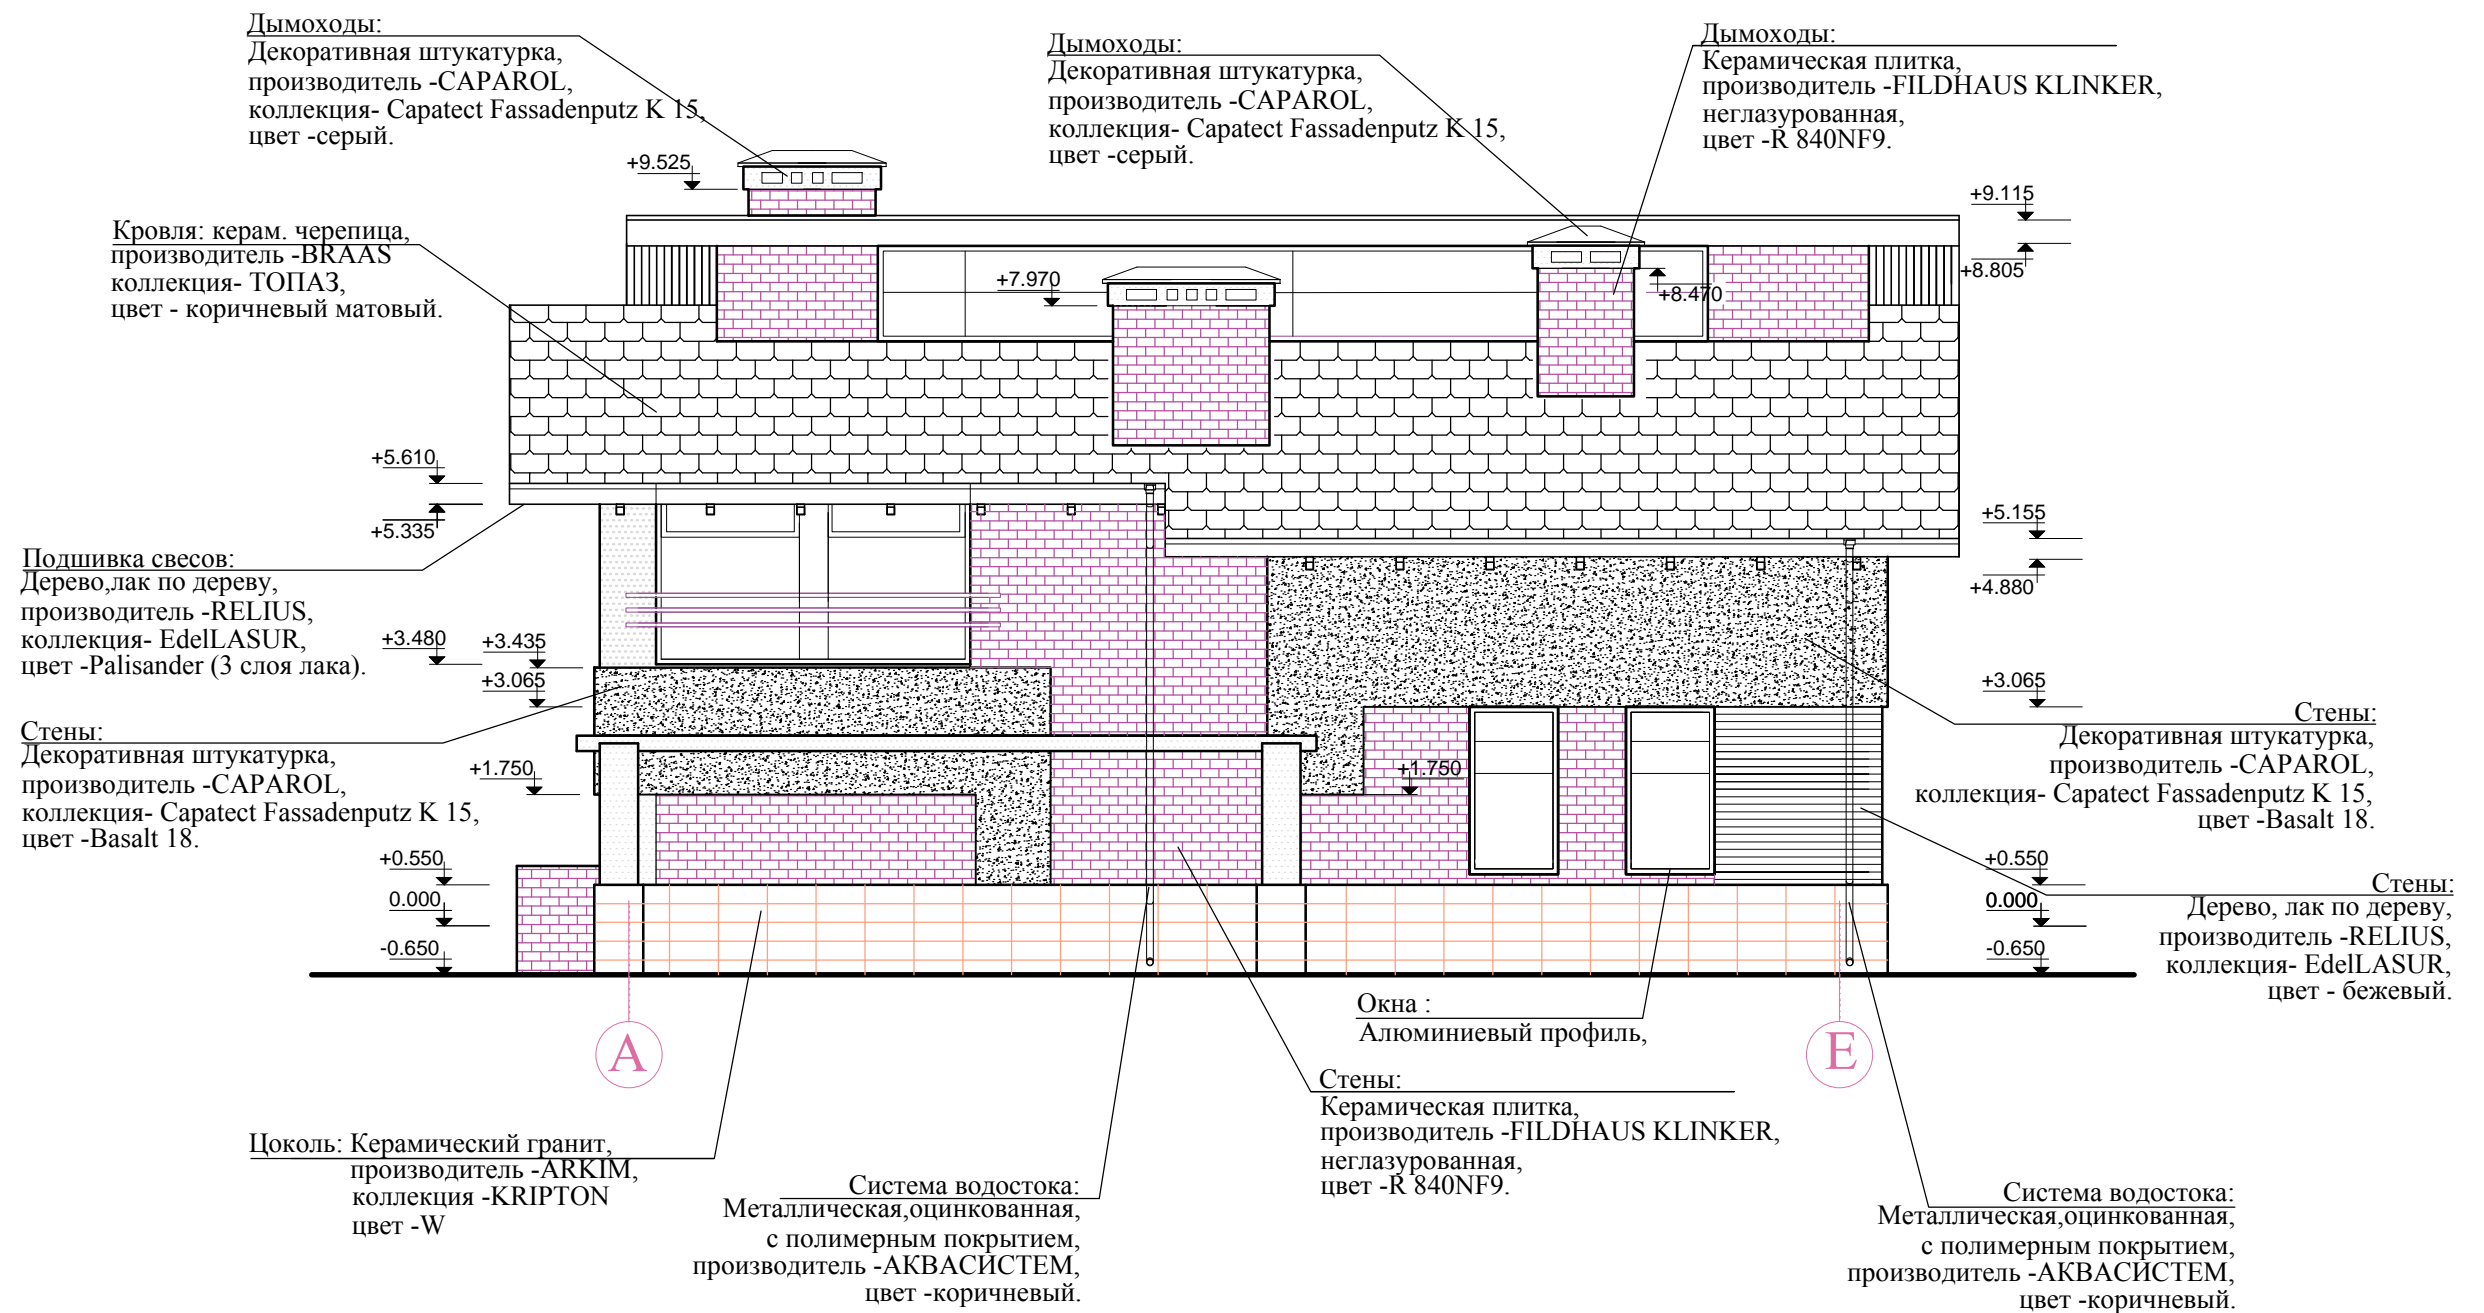 Дымоходы:
Декоративная штукатурка,
производитель -CAPAROL,
коллекция- Capatect Fassadenputz K 15,
цвет -серый.
Дымоходы:
Декоративная штукатурка,
производитель -CAPAROL,
коллекция- Capatect Fassadenputz K 15,
цвет -серый.
Дымоходы:
Керамическая плитка,
производитель -FILDHAUS KLINKER,
неглазурованная,
цвет -R 840NF9.
+9.525
+9.115
+8.805
+7.970
+8.470
Кровля: керам. черепица,
производитель -BRAAS
коллекция- ТОПАЗ,
цвет - коричневый матовый.
+5.610
+5.335
+5.155
+4.880
Подшивка свесов:
Дерево,лак по дереву,
производитель -RELIUS,
коллекция- EdelLASUR,
цвет -Palisander (3 слоя лака).
+3.480
+3.435
+3.065
+3.065
Стены:
Декоративная штукатурка,
производитель -CAPAROL,
коллекция- Capatect Fassadenputz K 15,
цвет -Basalt 18.
+1.750
+1.750
Стены:
Декоративная штукатурка,
производитель -CAPAROL,
коллекция- Capatect Fassadenputz K 15,
цвет -Basalt 18.
+0.550
0.000
-0.650
+0.550
0.000
-0.650
Стены:
Дерево, лак по дереву,
производитель -RELIUS,
коллекция- EdelLASUR,
цвет - бежевый.
А
Е
Окна :
Алюминиевый профиль,
Стены:
Керамическая плитка,
производитель -FILDHAUS KLINKER,
неглазурованная,
цвет -R 840NF9.
Цоколь: Керамический гранит,
производитель -ARKIM,
коллекция -KRIPTON
цвет -W
Система водостока:
Металлическая,оцинкованная,
с полимерным покрытием,
производитель -АКВАСИСТЕМ,
цвет -коричневый.
Система водостока:
Металлическая,оцинкованная,
с полимерным покрытием,
производитель -АКВАСИСТЕМ,
цвет -коричневый.